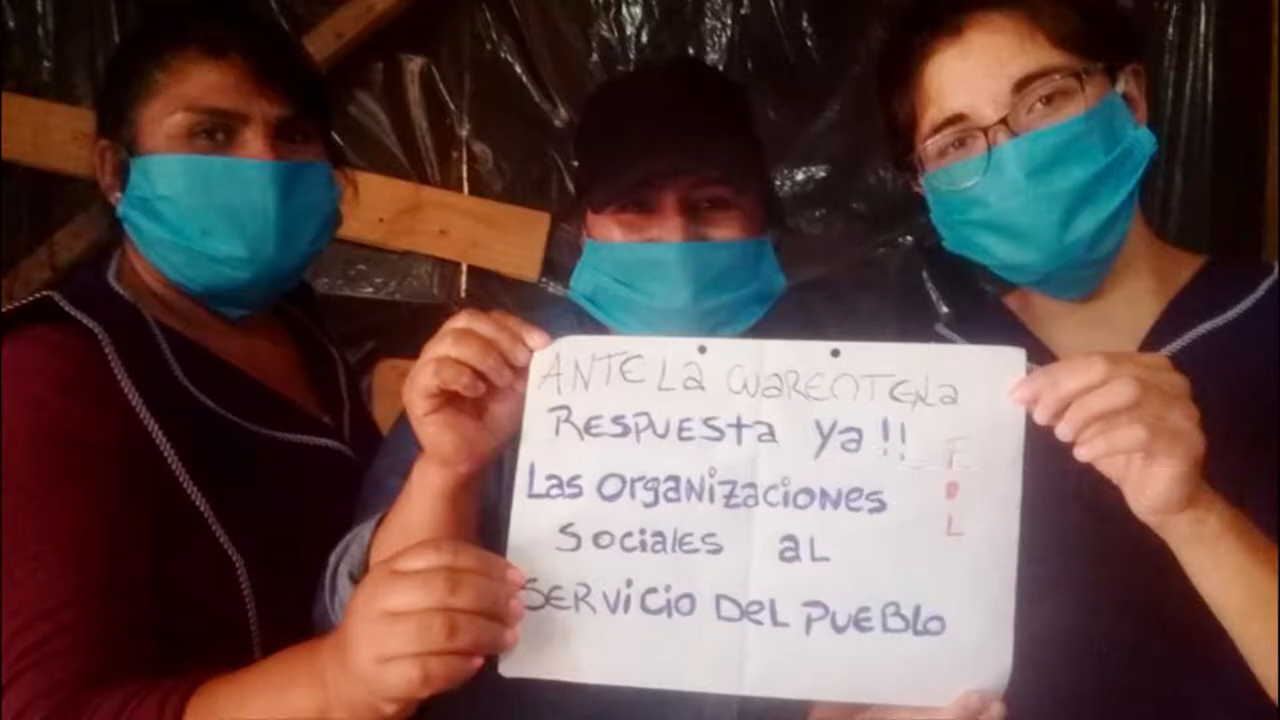 ANTE La CUARENTENa
RESPUESta Ya!!
Las ORGaNiZaciONES
Sociales aL
SERViCio DEL PUEBLo
F
O
L